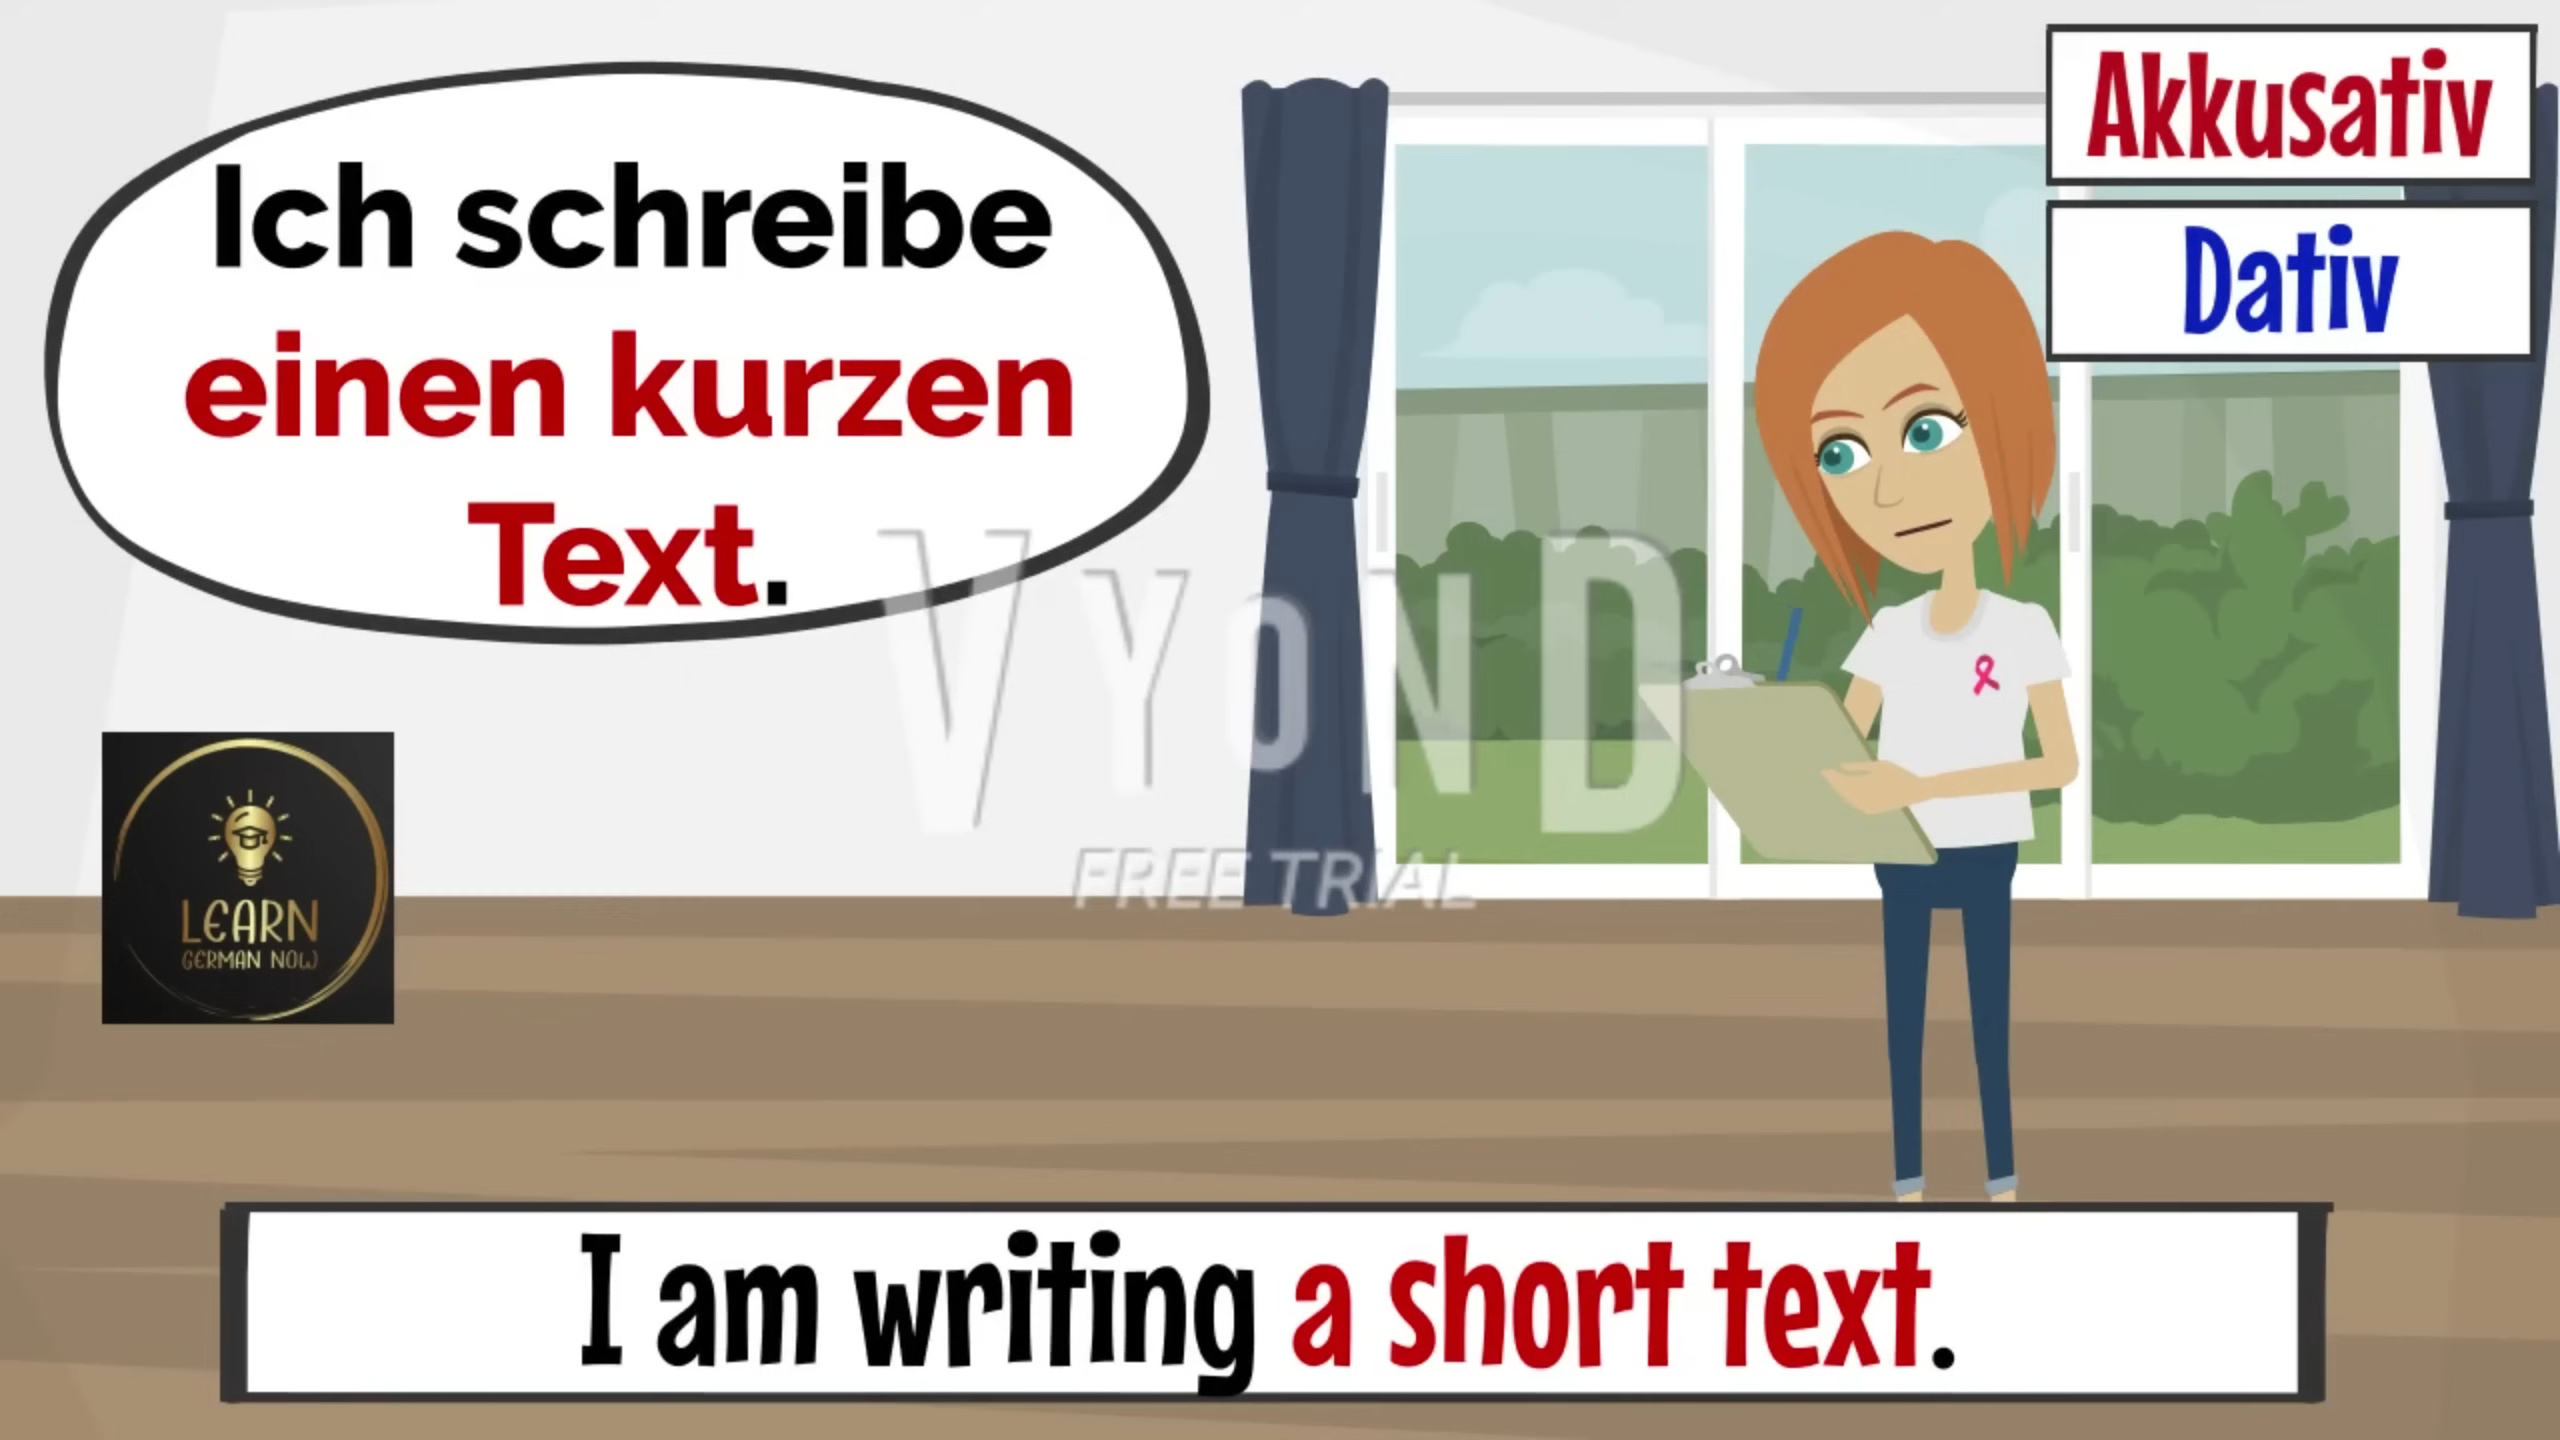 Akkusativ
Dativ
Ich schreibe
einen kurzen
Text.
VYOND
FREE TRIAL
LEARN
GERMAN NOW
I am writing a short text.